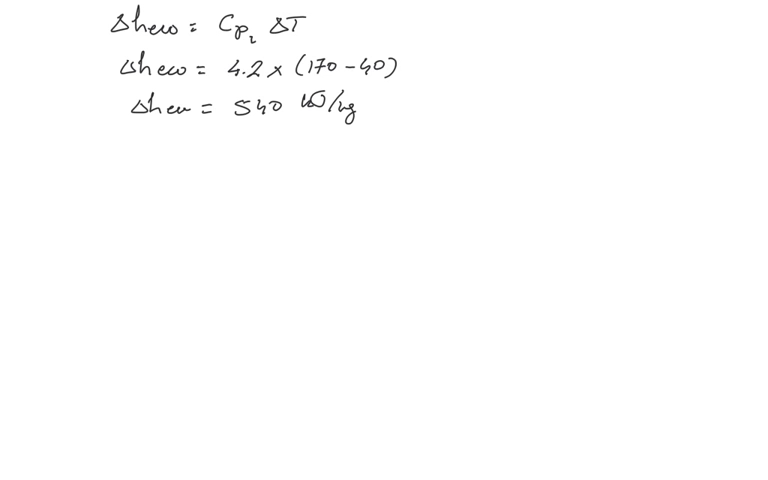 Δhew = Cp₂ ΔT
Δhew = 4.2 × (170 - 40)
Δhew = 540 kJ/kg